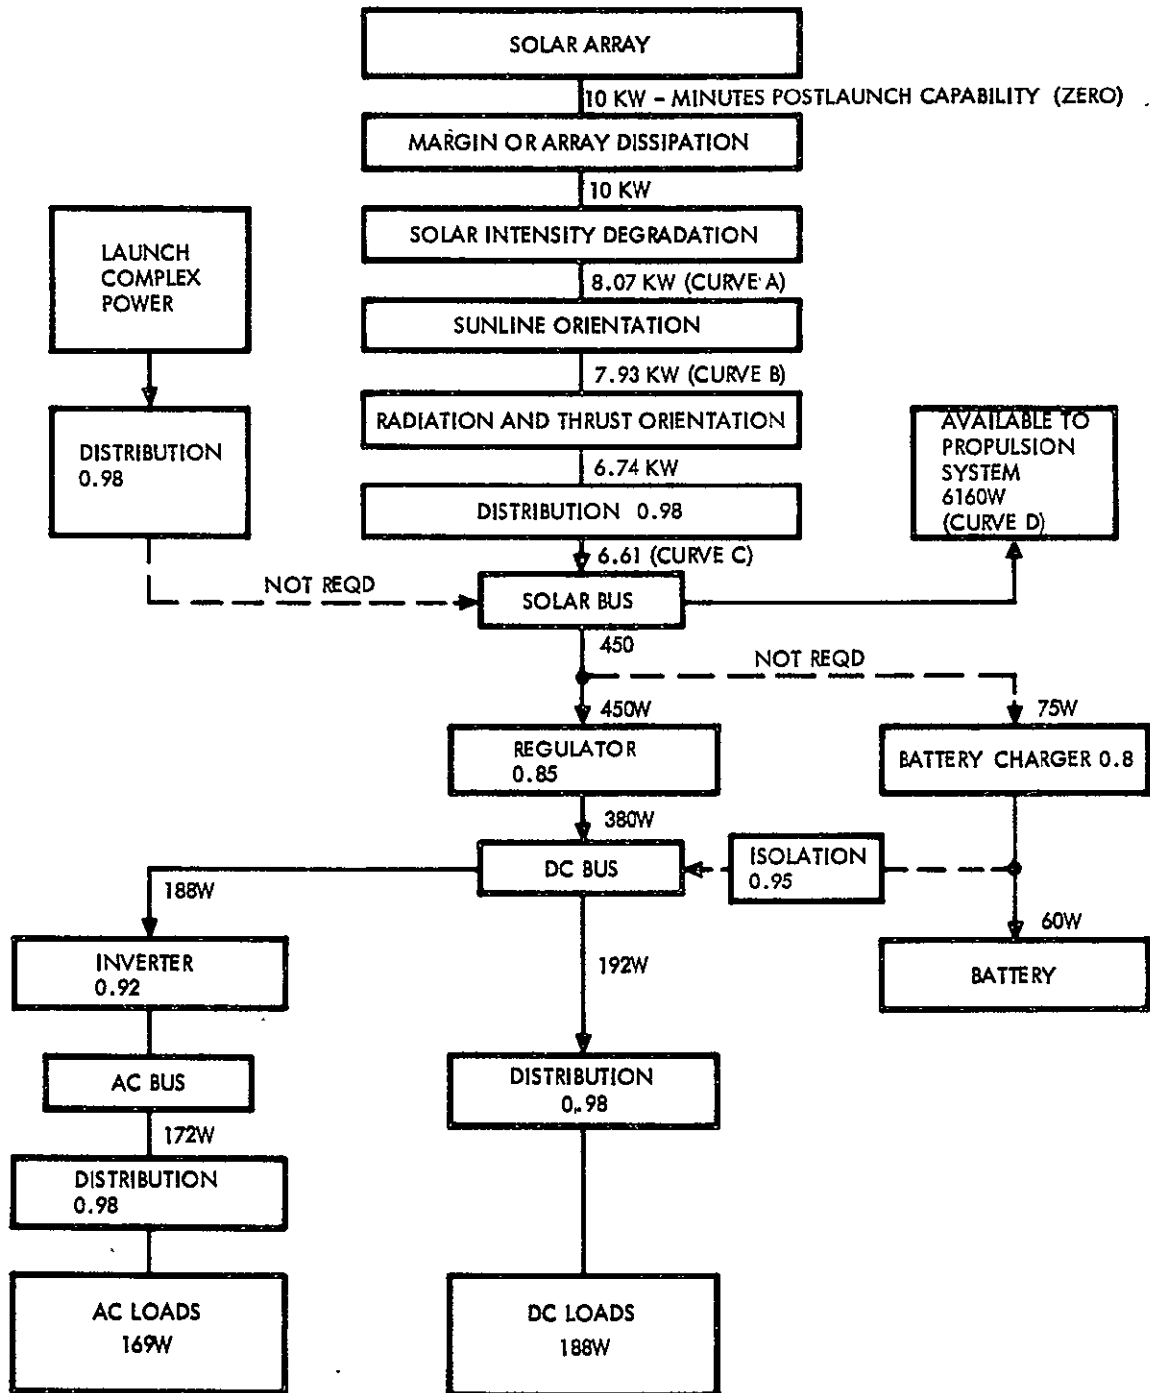 SOLAR ARRAY
10 KW - MINUTES POSTLAUNCH CAPABILITY (ZERO)
MARGIN OR ARRAY DISSIPATION
10 KW
SOLAR INTENSITY DEGRADATION
8.07 KW (CURVE A)
SUNLINE ORIENTATION
7.93 KW (CURVE B)
RADIATION AND THRUST ORIENTATION
6.74 KW
DISTRIBUTION 0.98
6.61 (CURVE C)
LAUNCH
COMPLEX
POWER
DISTRIBUTION
0.98
NOT REQD
SOLAR BUS
AVAILABLE TO
PROPULSION
SYSTEM
6160W
(CURVE D)
450
NOT REQD
450W
75W
REGULATOR
0.85
BATTERY CHARGER 0.8
380W
DC BUS
ISOLATION
0.95
60W
BATTERY
188W
INVERTER
0.92
AC BUS
172W
DISTRIBUTION
0.98
AC LOADS
169W
192W
DISTRIBUTION
0.98
DC LOADS
188W